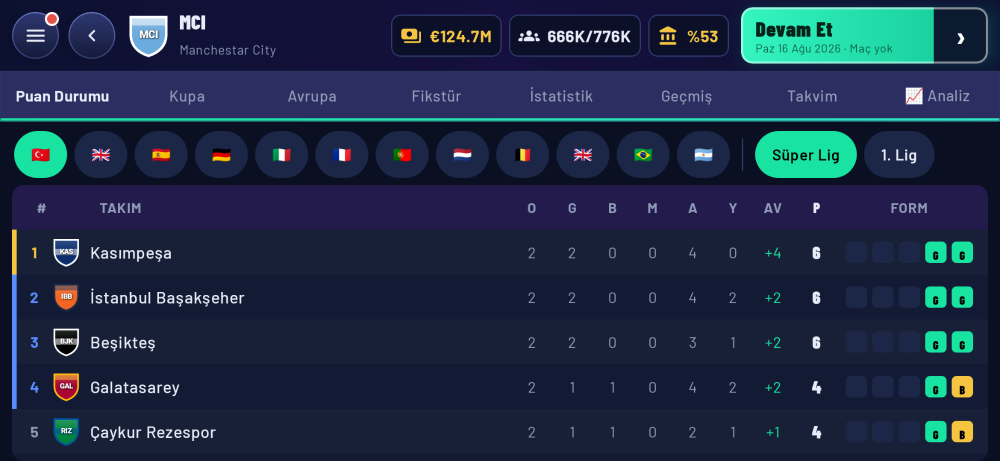 MCI
MCI
Manchestar City
€124.7M
666K/776K
%53
Devam Et
Paz 16 Ağu 2026 · Maç yok
›
Puan Durumu Kupa Avrupa Fikstür İstatistik Geçmiş Takvim Analiz
Süper Lig 1. Lig
# TAKIM O G B M A Y AV P FORM
1 KAS Kasımpeşa 2 2 0 0 4 0 +4 6 G G
2 IBB İstanbul Başakşeher 2 2 0 0 4 2 +2 6 G G
3 BJK Beşikteş 2 2 0 0 3 1 +2 6 G G
4 GAL Galatasarey 2 1 1 0 4 2 +2 4 G B
5 RIZ Çaykur Rezespor 2 1 1 0 2 1 +1 4 G B